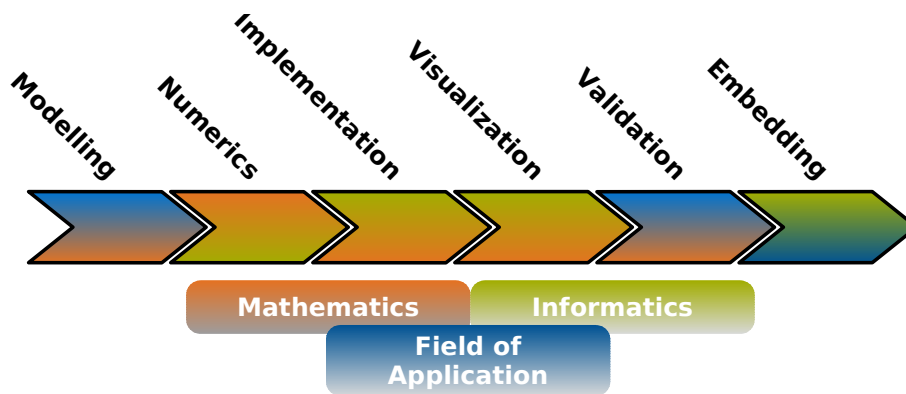 Modelling
Numerics
Implementation
Visualization
Validation
Embedding
Mathematics
Informatics
Field of
Application